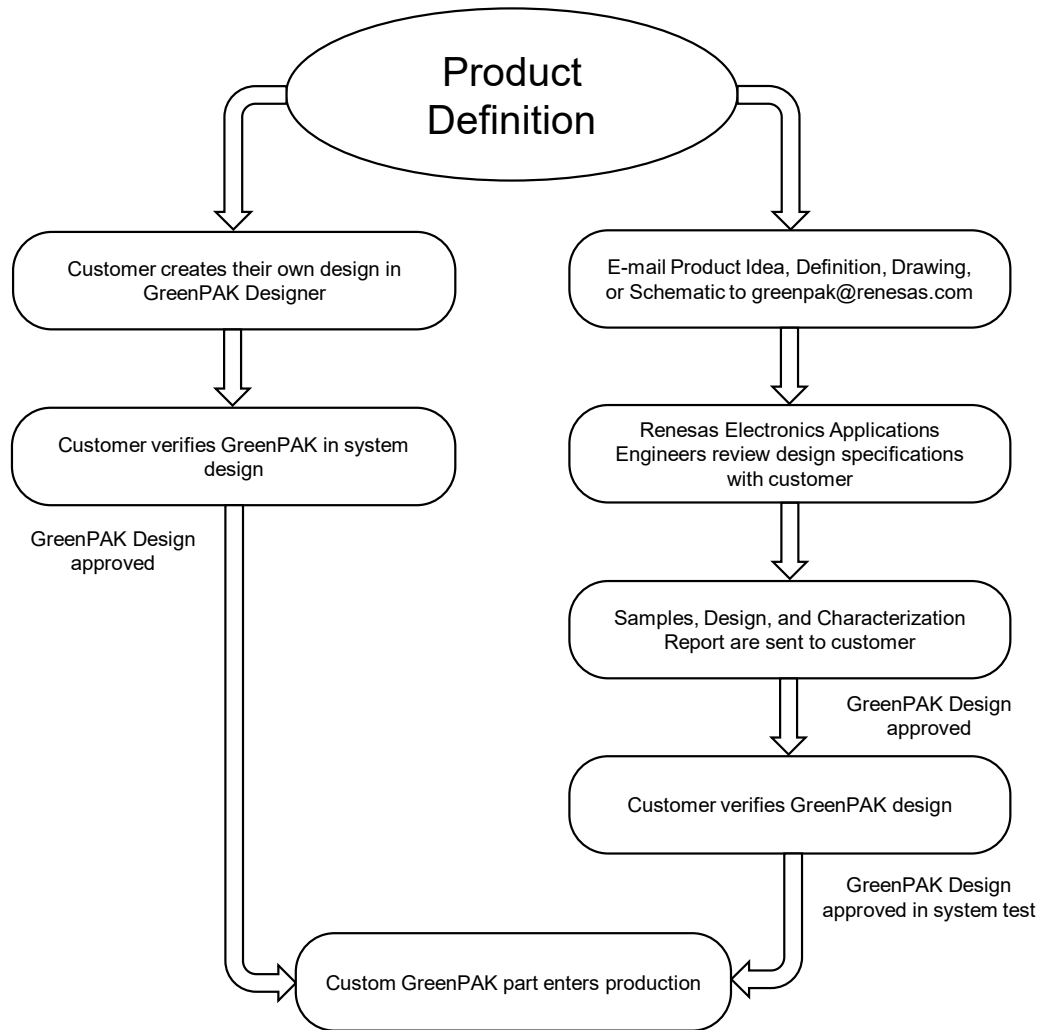 Product
Definition
Customer creates their own design in
GreenPAK Designer
Customer verifies GreenPAK in system
design
GreenPAK Design
approved
E-mail Product Idea, Definition, Drawing,
or Schematic to greenpak@renesas.com
Renesas Electronics Applications
Engineers review design specifications
with customer
Samples, Design, and Characterization
Report are sent to customer
GreenPAK Design
approved
Customer verifies GreenPAK design
GreenPAK Design
approved in system test
Custom GreenPAK part enters production